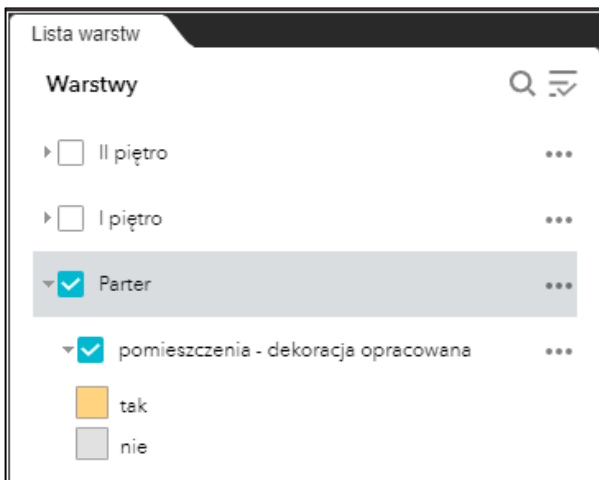 Lista warstw
Warstwy
II piętro
I piętro
Parter
pomieszczenia - dekoracja opracowana
tak
nie